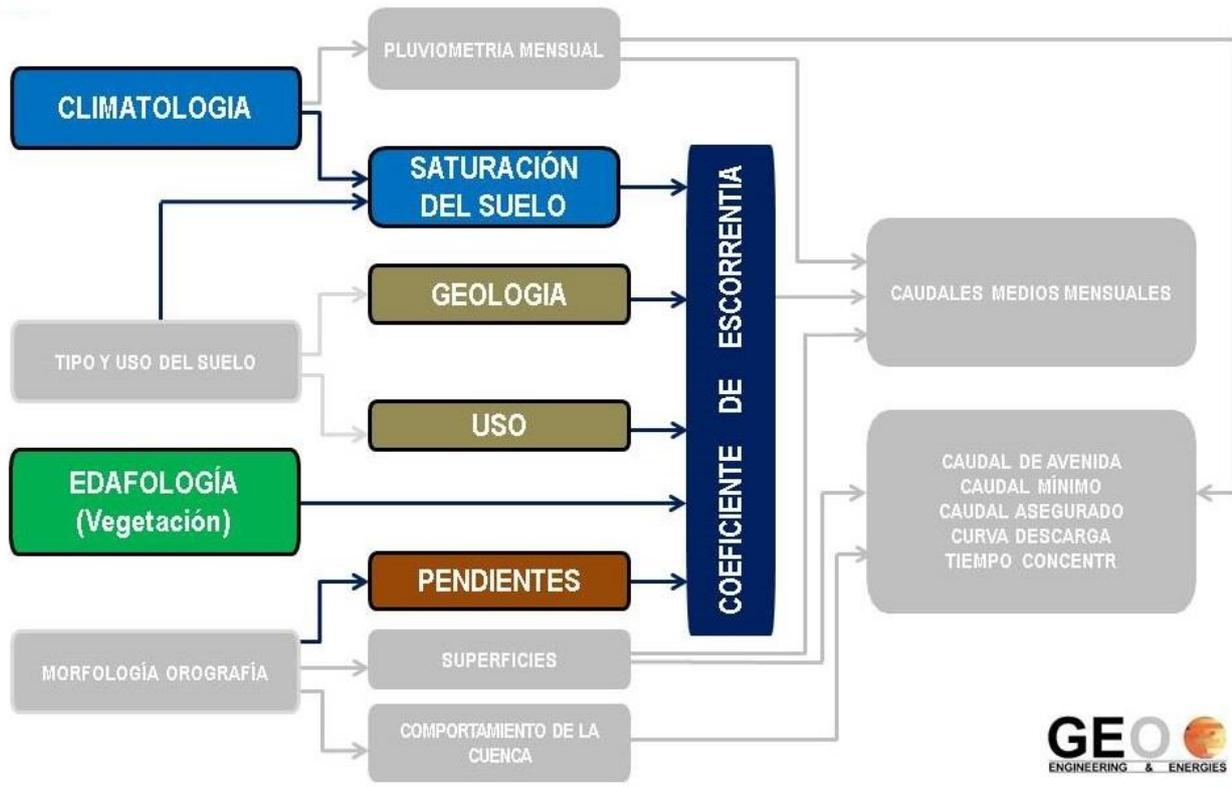 PLUVIOMETRIA MENSUAL
CLIMATOLOGIA
SATURACIÓN
DEL SUELO
GEOLOGIA
TIPO Y USO DEL SUELO
USO
EDAFOLOGÍA
(Vegetación)
PENDIENTES
MORFOLOGÍA OROGRAFÍA
SUPERFICIES
COMPORTAMIENTO DE LA
CUENCA
COEFICIENTE DE ESCORRENTIA
CAUDALES MEDIOS MENSUALES
CAUDAL DE AVENIDA
CAUDAL MÍNIMO
CAUDAL ASEGURADO
CURVA DESCARGA
TIEMPO CONCENTR
GEO
ENGINEERING & ENERGIES